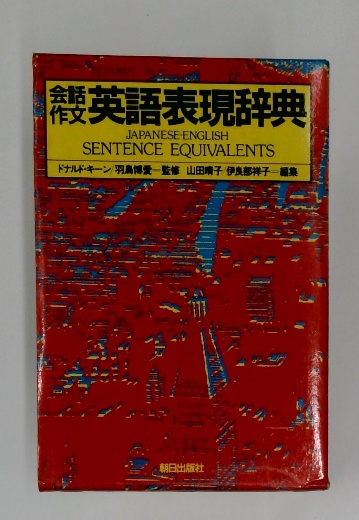 会話作文 英語表現辞典
JAPANESE-ENGLISH
SENTENCE EQUIVALENTS
ドナルド・キーン/羽鳥博愛―監修 山田晴子/伊良部祥子―編集
朝日出版社